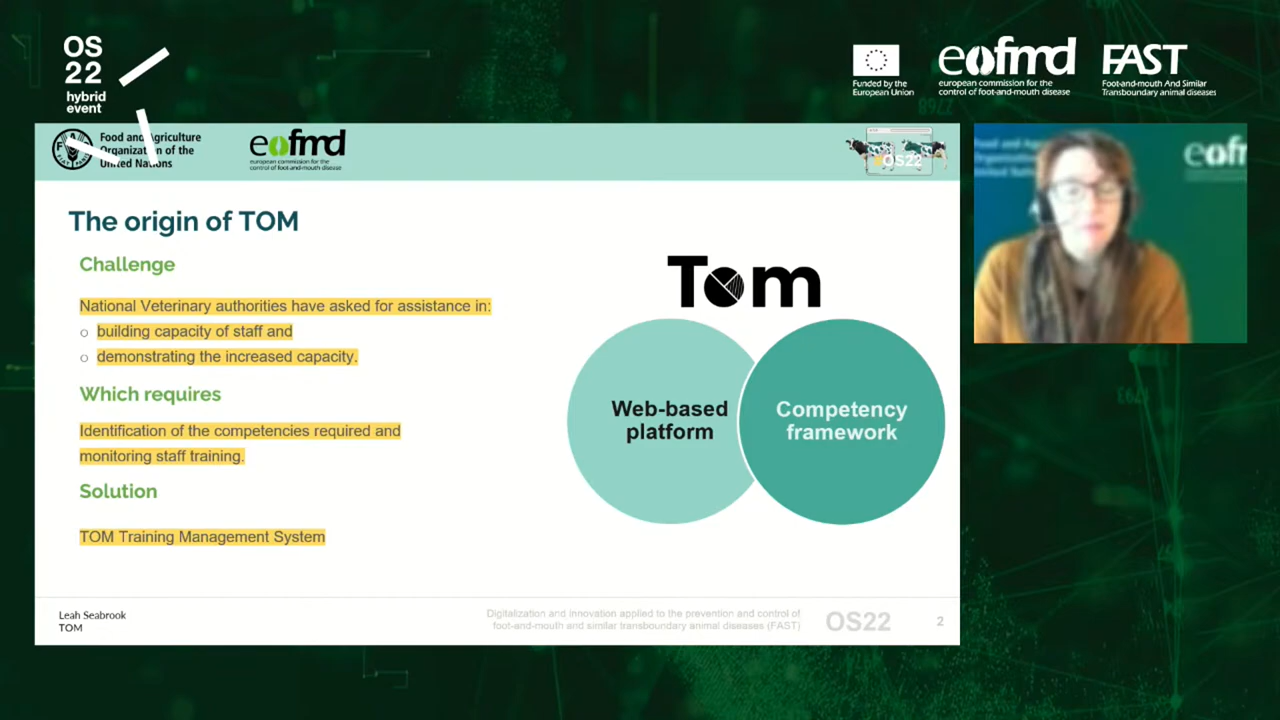 OS
22
hybrid
event
Funded by the
European Union
eofmd
european commission for the
control of foot-and-mouth disease
FAST
Foot-and-mouth And Similar
Transboundary animal diseases
Food and Agriculture
Organization of the
United Nations
eofmd
european commission for the
control of foot-and-mouth disease
OS22
The origin of TOM
Challenge
National Veterinary authorities have asked for assistance in:
o building capacity of staff and
o demonstrating the increased capacity.
Which requires
Identification of the competencies required and
monitoring staff training.
Solution
TOM Training Management System
Tom
Web-based
platform
Competency
framework
Leah Seabrook
TOM
Digitalization and innovation applied to the prevention and control of
foot-and-mouth and similar transboundary animal diseases (FAST)
OS22
2